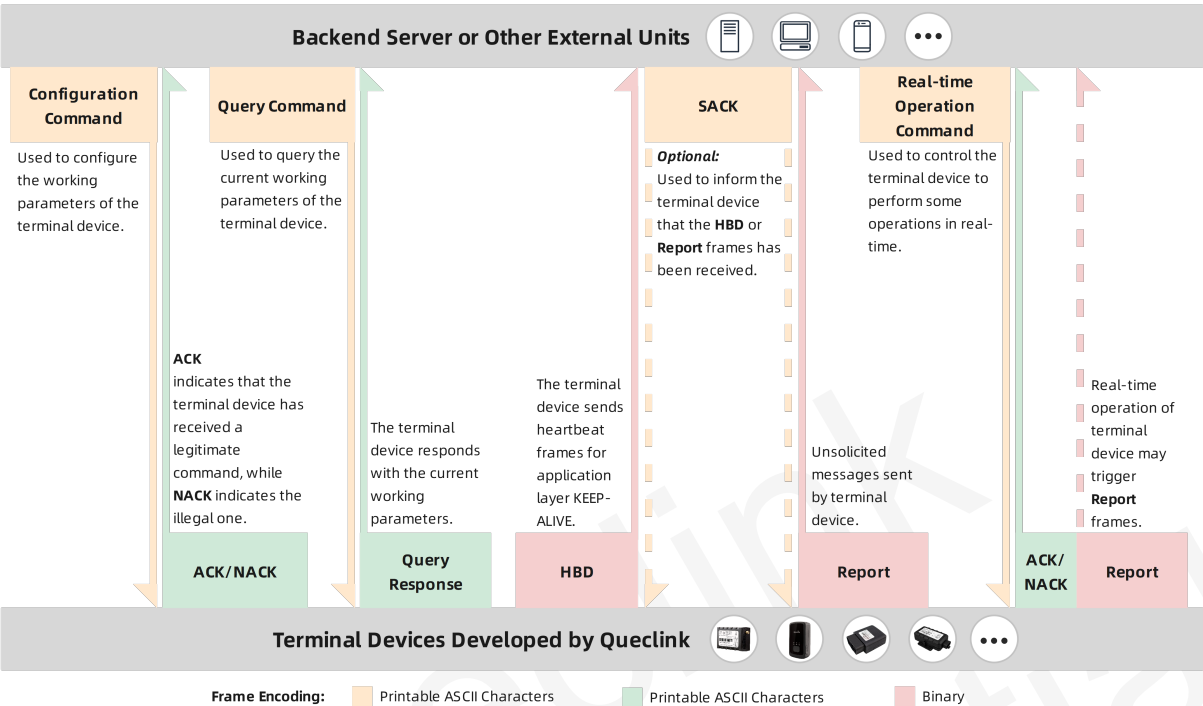 Backend Server or Other External Units
Configuration
Command
Used to configure
the working
parameters of the
terminal device.
ACK
indicates that the
terminal device has
received a
legitimate
command, while
NACK indicates the
illegal one.
ACK/NACK
Query Command
Used to query the
current working
parameters of the
terminal device.
The terminal
device responds
with the current
working
parameters.
Query
Response
The terminal
device sends
heartbeat
frames for
application
layer KEEP-
ALIVE.
HBD
SACK
Optional:
Used to inform the
terminal device
that the HBD or
Report frames has
been received.
Unsolicited
messages sent
by terminal
device.
Report
Real-time
Operation
Command
Used to control the
terminal device to
perform some
operations in real-
time.
ACK/
NACK
Real-time
operation of
terminal
device may
trigger
Report
frames.
Report
Terminal Devices Developed by Queclink
Frame Encoding:
Printable ASCII Characters
Printable ASCII Characters
Binary